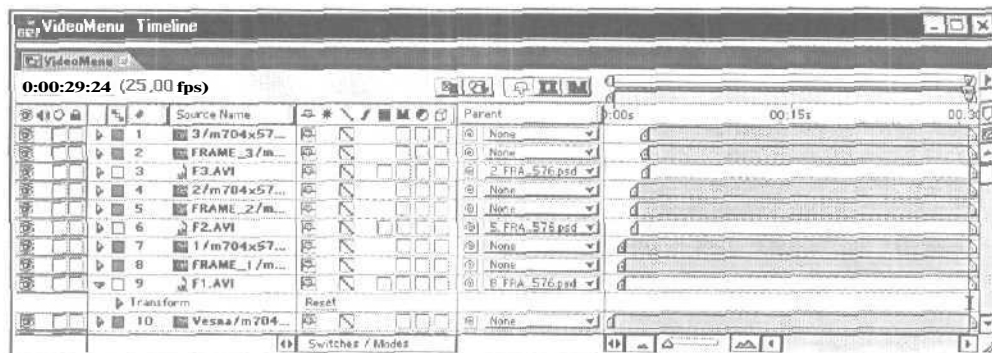 VideoMenu Timeline
VideoMenu
0:00:29:24 (25,00 fps)
# Source Name Parent 0:00s 00:15s 00:30
1 3/m704x57... None
2 FRAME_3/m... None
3 F3.AVI 2.FRA_576.psd
4 2/m704x57... None
5 FRAME_2/m... None
6 F2.AVI 5.FRA_576.psd
7 1/m704x57... None
8 FRAME_1/m... None
9 F1.AVI 8.FRA_576.psd
Transform Reset
10 Vesna/m704... None
Switches / Modes